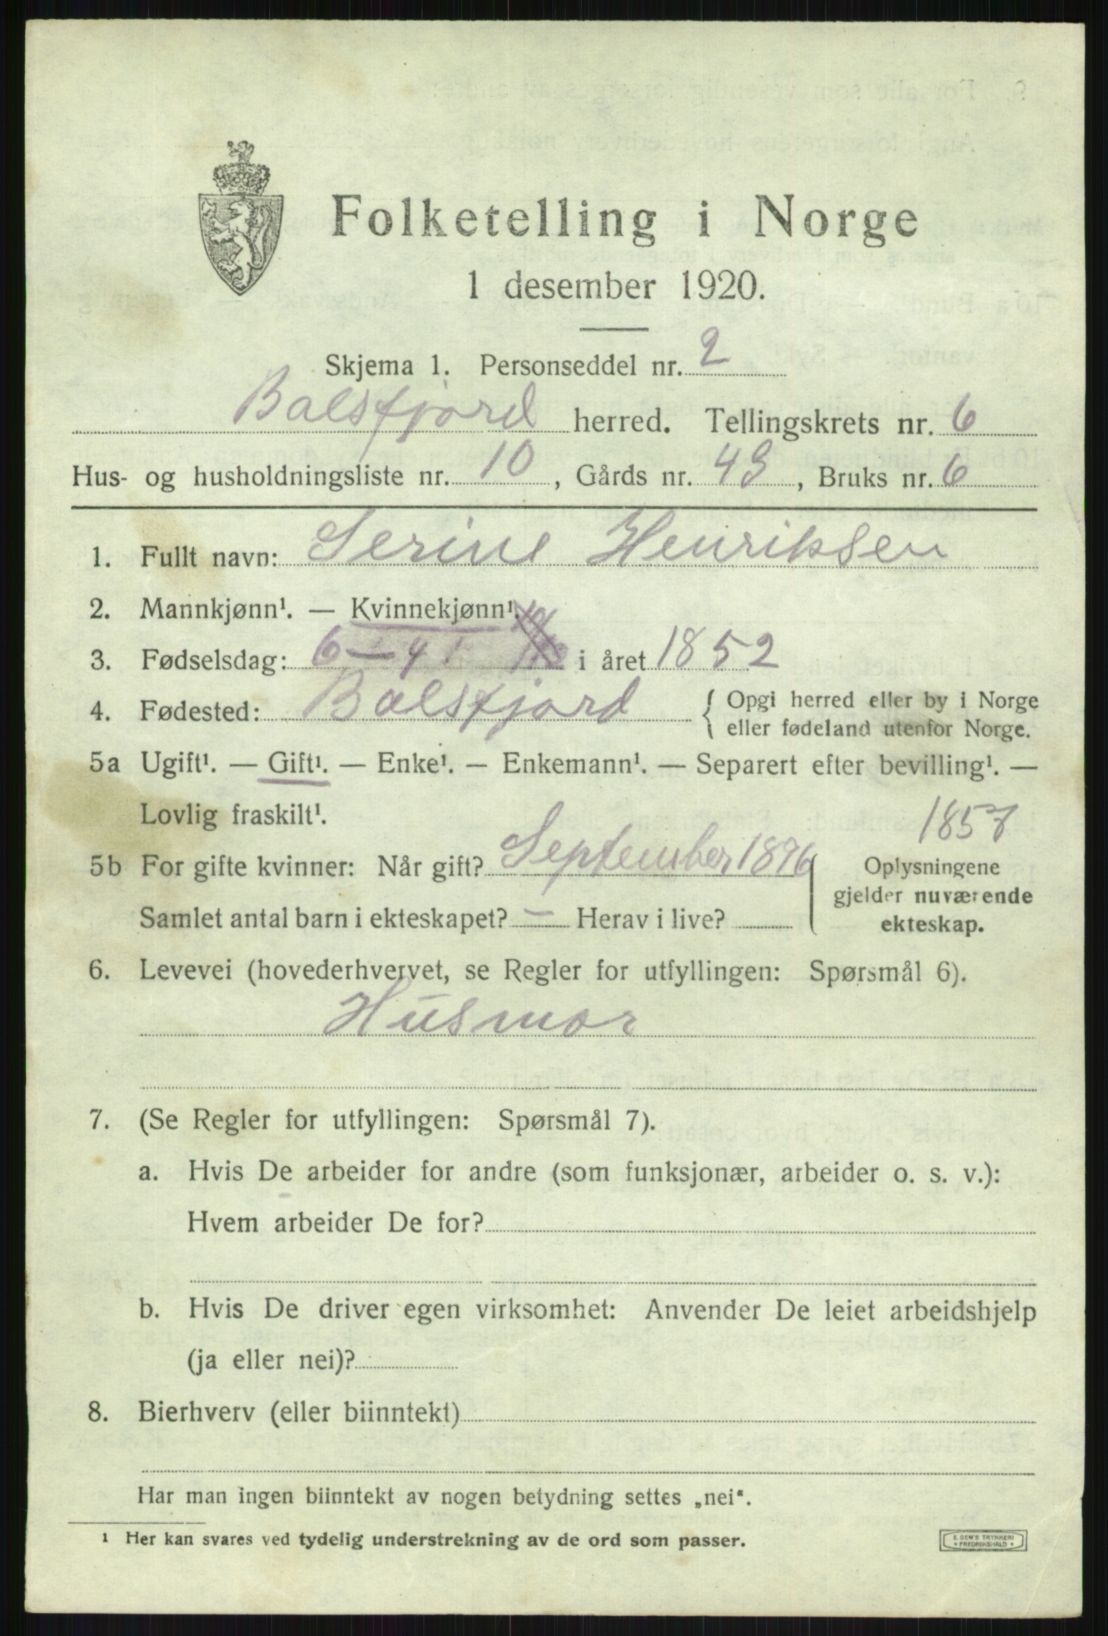 Folketelling i Norge
1 desember 1920.
Skjema 1. Personseddel nr. 2
Balsfjord herred. Tellingskrets nr. 6
Hus- og husholdningsliste nr. 10, Gårds nr. 43, Bruks nr. 6
1. Fullt navn: Serine Henriksen
2. Mannkjønn¹. — Kvinnekjønn¹.
3. Fødselsdag: 6 — 4 i året 1852
4. Fødested: Balsfjord { Opgi herred eller by i Norge
eller fødeland utenfor Norge.
5a Ugift¹. — Gift¹. — Enke¹. — Enkemann¹. — Separert efter bevilling¹. —
Lovlig fraskilt¹.
1857
5b For gifte kvinner: Når gift? September 1896
Samlet antal barn i ekteskapet? — Herav i live?
Oplysningene
gjelder nuværende
ekteskap.
6. Levevei (hovederhvervet, se Regler for utfyllingen: Spørsmål 6).
Husmor
7. (Se Regler for utfyllingen: Spørsmål 7).
a. Hvis De arbeider for andre (som funksjonær, arbeider o. s. v.):
Hvem arbeider De for?
b. Hvis De driver egen virksomhet: Anvender De leiet arbeidshjelp
(ja eller nei)?
8. Bierhverv (eller biinntekt)
Har man ingen biinntekt av nogen betydning settes „nei“.
¹ Her kan svares ved tydelig understrekning av de ord som passer.
E. SEM'S TRYKKERI
FREDRIKSHALD